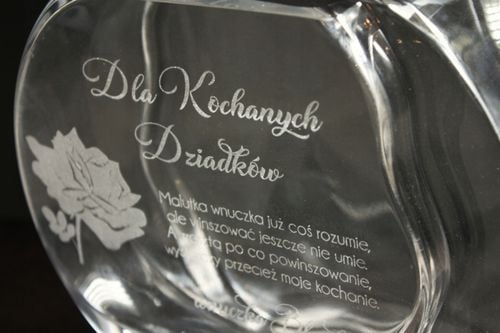 Dla Kochanych
Dziadków
Malutka wnuczka już coś rozumie,
ale winszować jeszcze nie umie.
A po co powinszowanie,
przecież moje kochanie.
wnuczka